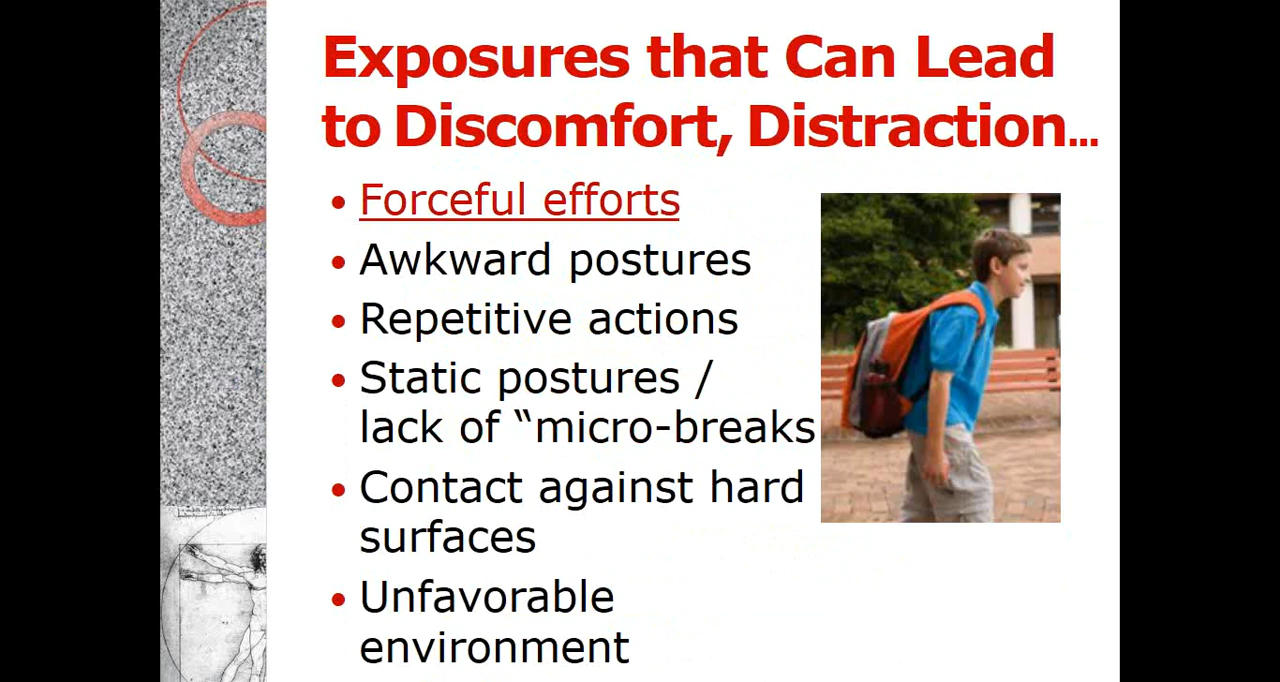 Exposures that Can Lead
to Discomfort, Distraction...
• Forceful efforts
• Awkward postures
• Repetitive actions
• Static postures /
lack of “micro-breaks
• Contact against hard
surfaces
• Unfavorable
environment